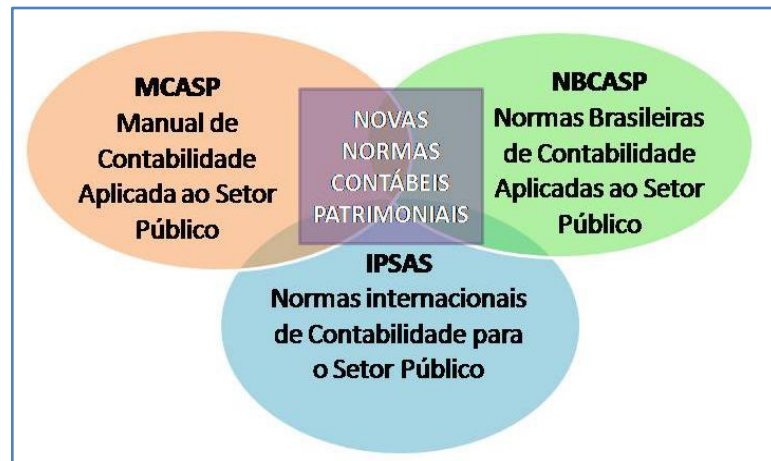 MCASP
Manual de
Contabilidade
Aplicada ao Setor
Público
NOVAS
NORMAS
CONTÁBEIS
PATRIMONIAIS
NBCASP
Normas Brasileiras
de Contabilidade
Aplicadas ao Setor
Público
IPSAS
Normas internacionais
de Contabilidade para
o Setor Público